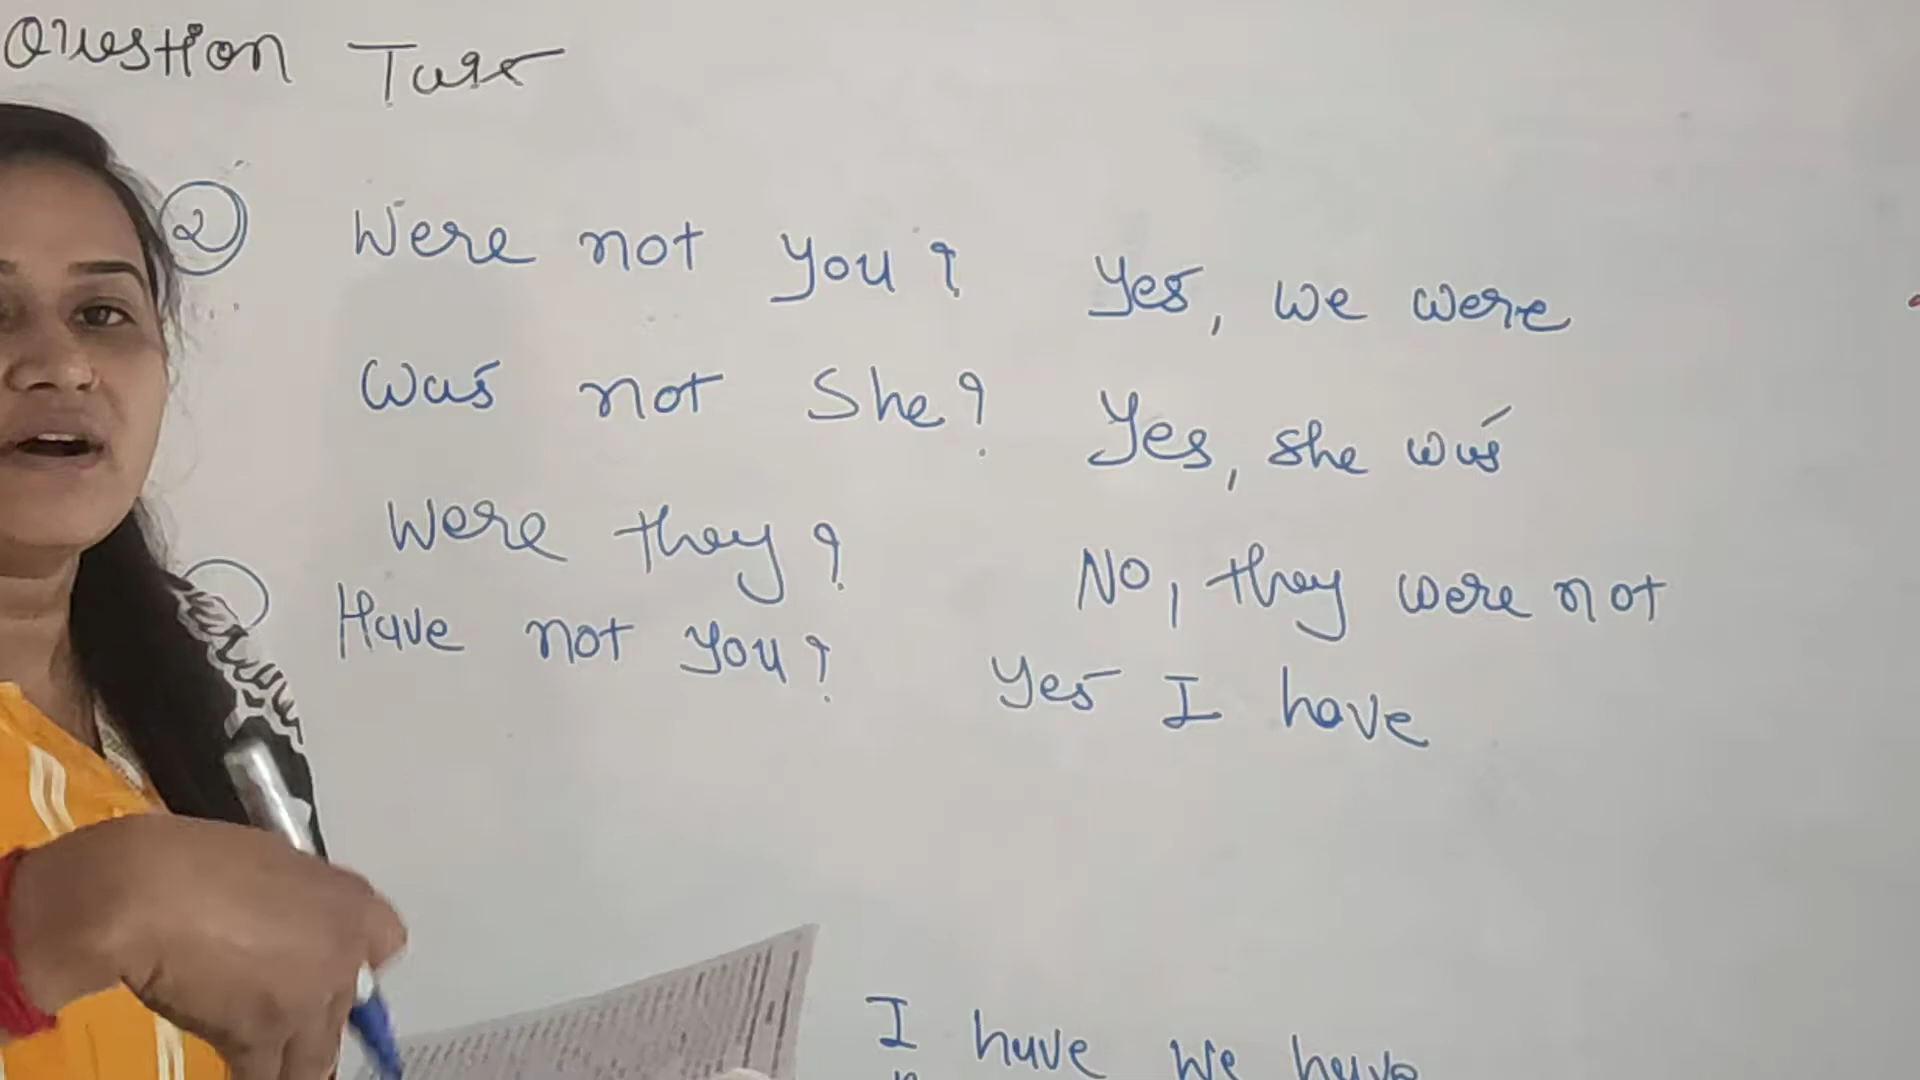 Question
2 Were not you? Yes, we were
Was not She? Yes, she was
Were they? No, they were not
Have not you? Yes I have
I have We have